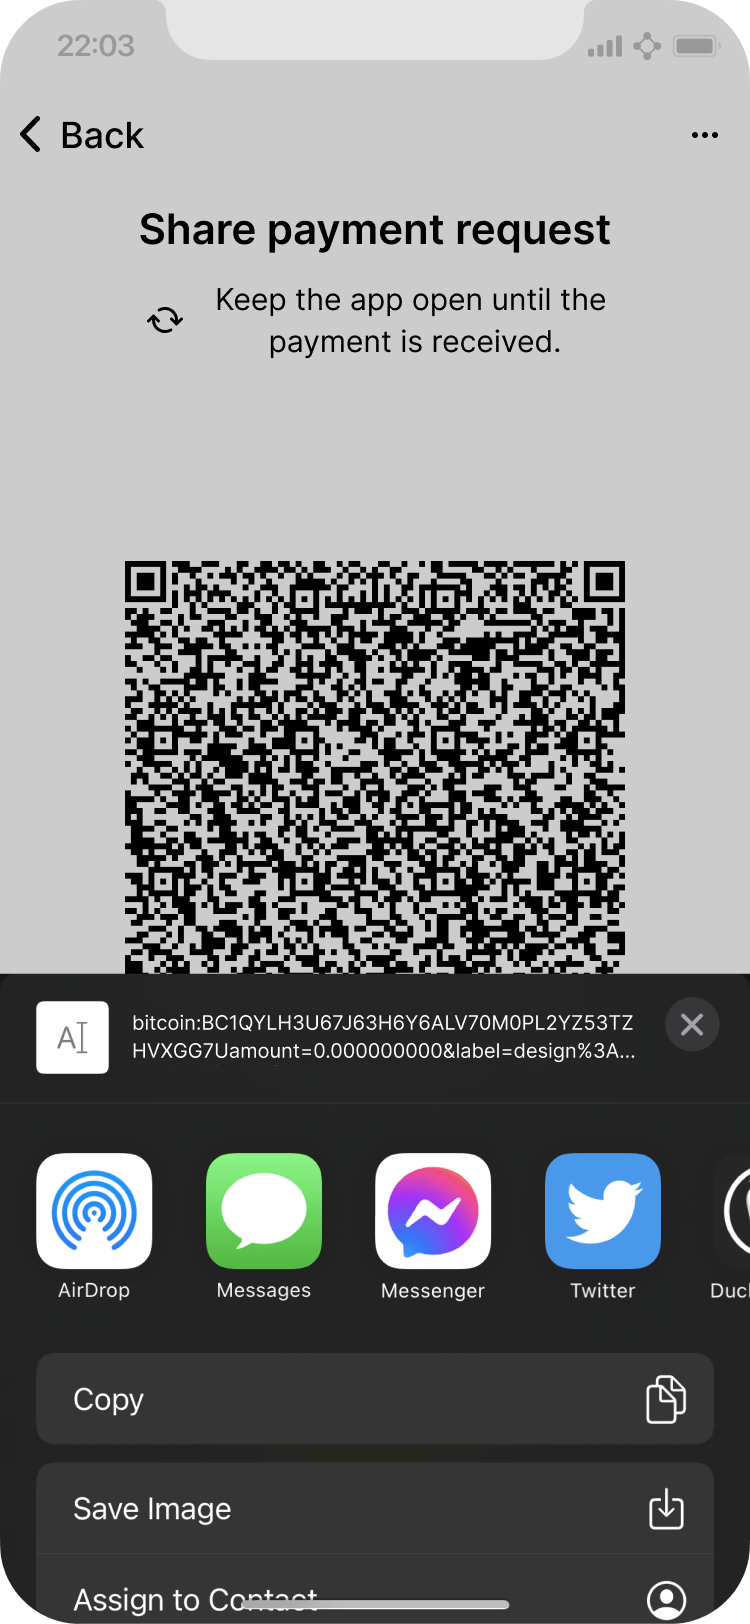 22:03
Back
Share payment request
Keep the app open until the
payment is received.
A
bitcoin:BC1QYLH3U67J63H6Y6ALV70M0PL2YZ53TZ
HVXGG7Uamount=0.000000000&label=design%3A...
AirDrop
Messages
Messenger
Twitter
Duc
Copy
Save Image
Assign to Contact